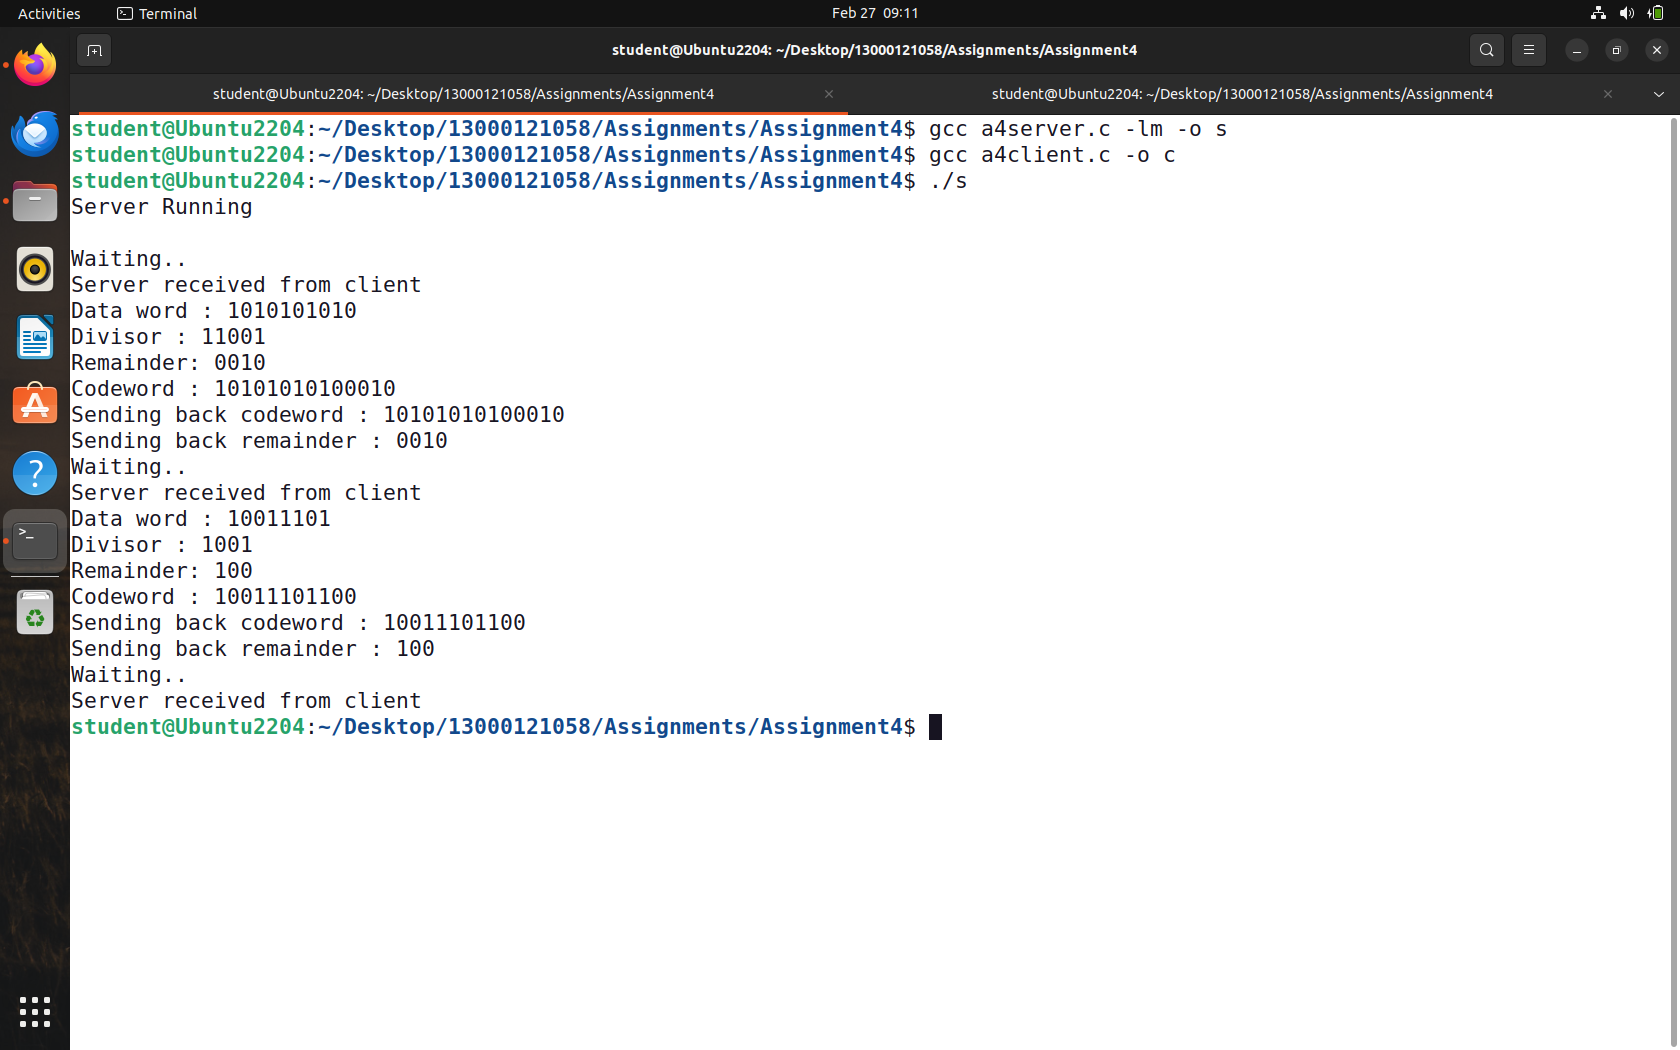 Activities
Terminal
Feb 27 09:11
student@Ubuntu2204: ~/Desktop/13000121058/Assignments/Assignment4
student@Ubuntu2204: ~/Desktop/13000121058/Assignments/Assignment4
student@Ubuntu2204: ~/Desktop/13000121058/Assignments/Assignment4
student@Ubuntu2204:~/Desktop/13000121058/Assignments/Assignment4$ gcc a4server.c -lm -o s
student@Ubuntu2204:~/Desktop/13000121058/Assignments/Assignment4$ gcc a4client.c -o c
student@Ubuntu2204:~/Desktop/13000121058/Assignments/Assignment4$ ./s
Server Running
Waiting..
Server received from client
Data word : 1010101010
Divisor : 11001
Remainder: 0010
Codeword : 10101010100010
Sending back codeword : 10101010100010
Sending back remainder : 0010
Waiting..
Server received from client
Data word : 10011101
Divisor : 1001
Remainder: 100
Codeword : 10011101100
Sending back codeword : 10011101100
Sending back remainder : 100
Waiting..
Server received from client
student@Ubuntu2204:~/Desktop/13000121058/Assignments/Assignment4$